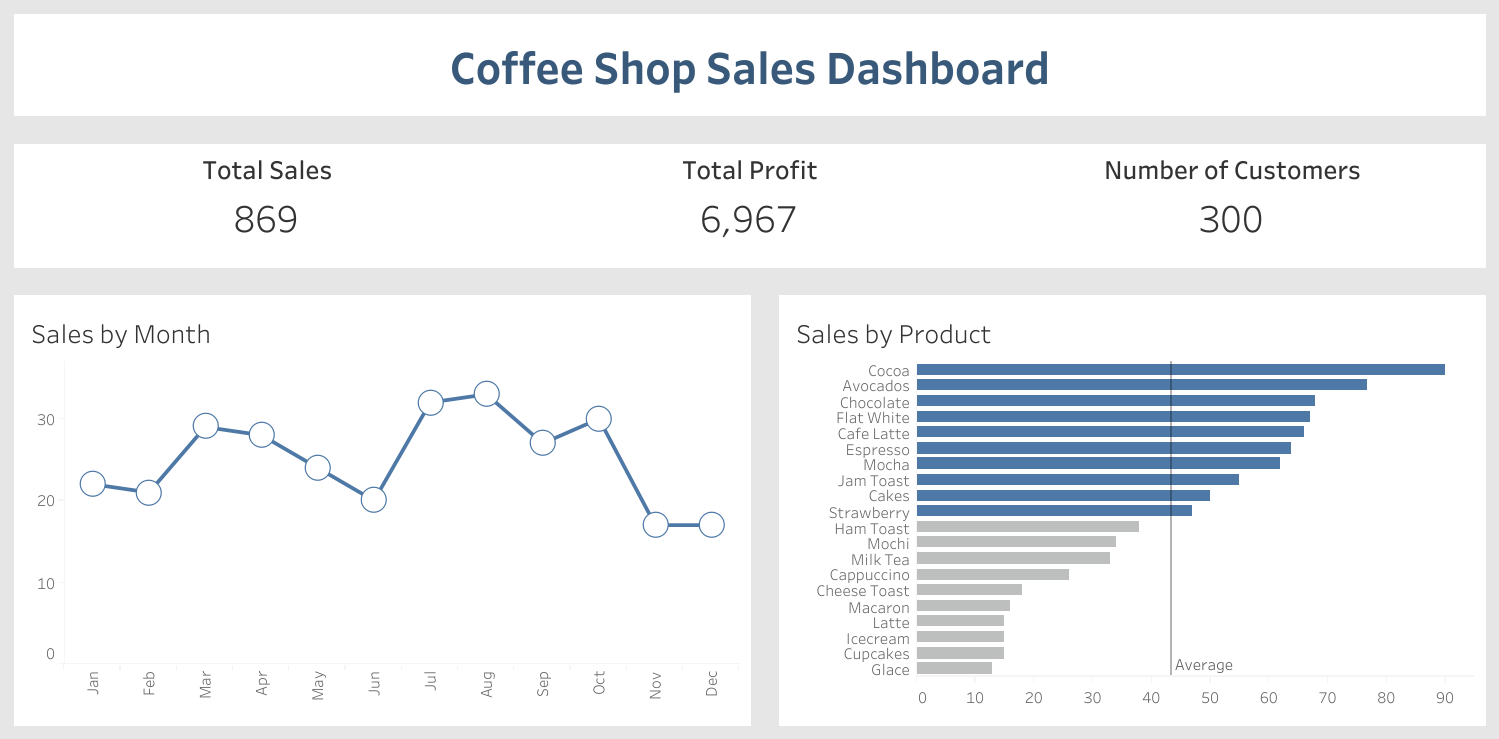 Coffee Shop Sales Dashboard
Total Sales
869
Total Profit
6,967
Number of Customers
300
Sales by Month
30
20
10
0
Jan
Feb
Mar
Apr
May
Jun
Jul
Aug
Sep
Oct
Nov
Dec
Sales by Product
Cocoa
Avocados
Chocolate
Flat White
Cafe Latte
Espresso
Mocha
Jam Toast
Cakes
Strawberry
Ham Toast
Mochi
Milk Tea
Cappuccino
Cheese Toast
Macaron
Latte
Icecream
Cupcakes
Glace
Average
0 10 20 30 40 50 60 70 80 90